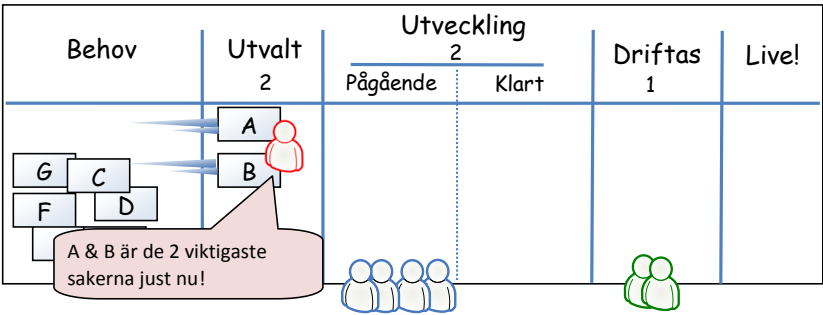 Behov
Utvalt
2
Utveckling
2
Pågående
Klart
Driftas
1
Live!
A
B
G
C
F
D
A & B är de 2 viktigaste
sakerna just nu!